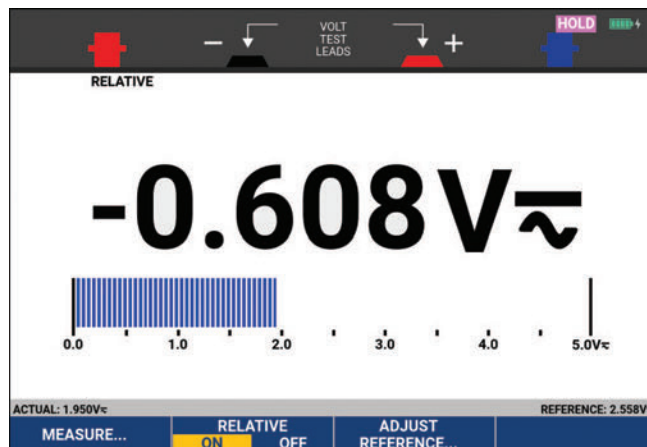 VOLT
TEST
LEADS
HOLD
− +
RELATIVE
-0.608 V⏦
0.0 1.0 2.0 3.0 4.0 5.0V
ACTUAL: 1.950V REFERENCE: 2.558V
MEASURE... RELATIVE ADJUST
ON OFF REFERENCE...